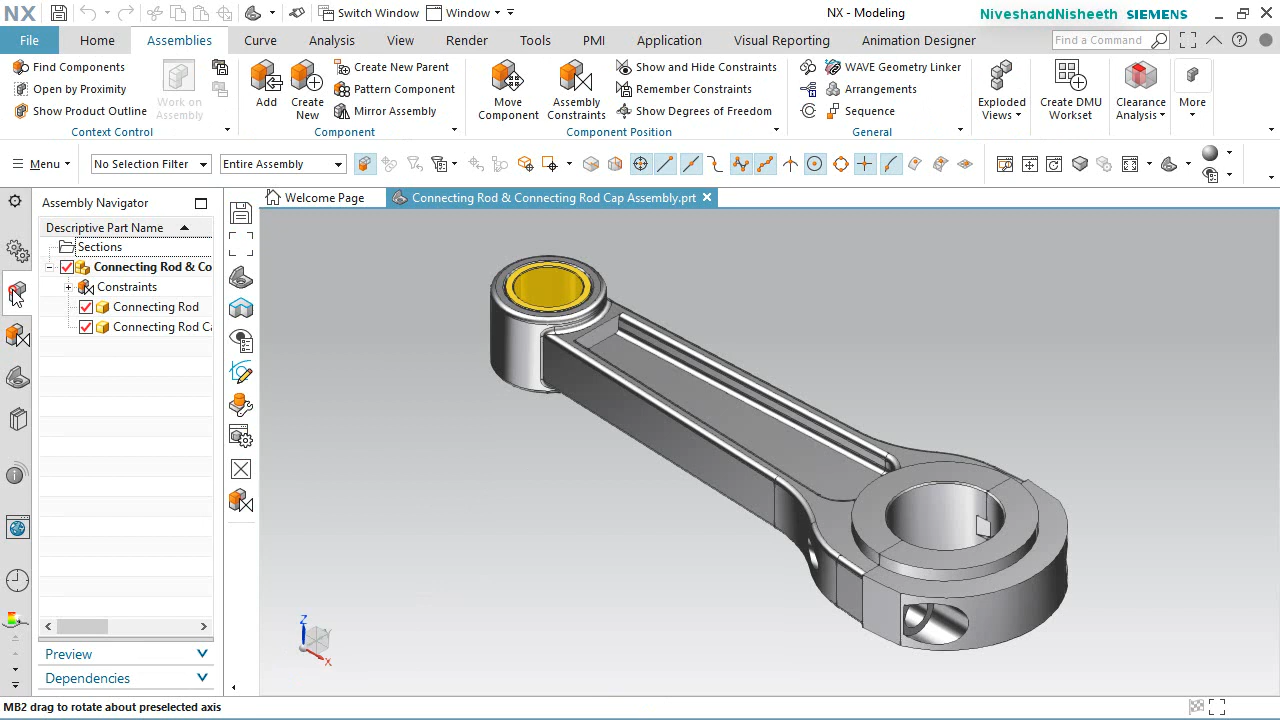 NX
Switch Window
Window
NX - Modeling
NiveshandNisheeth
SIEMENS
File
Home
Assemblies
Curve
Analysis
View
Render
Tools
PMI
Application
Visual Reporting
Animation Designer
Find a Command
Find Components
Open by Proximity
Show Product Outline
Context Control
Work on
Assembly
Add
Create
New
Create New Parent
Pattern Component
Mirror Assembly
Component
Move
Component
Assembly
Constraints
Show and Hide Constraints
Remember Constraints
Show Degrees of Freedom
Component Position
WAVE Geometry Linker
Arrangements
Sequence
General
Exploded
Views
Create DMU
Workset
Clearance
Analysis
More
Menu
No Selection Filter
Entire Assembly
Assembly Navigator
Descriptive Part Name
Sections
Connecting Rod & Co
Constraints
Connecting Rod
Connecting Rod Ca
Preview
Dependencies
Welcome Page
Connecting Rod & Connecting Rod Cap Assembly.prt
Z
Y
X
MB2 drag to rotate about preselected axis